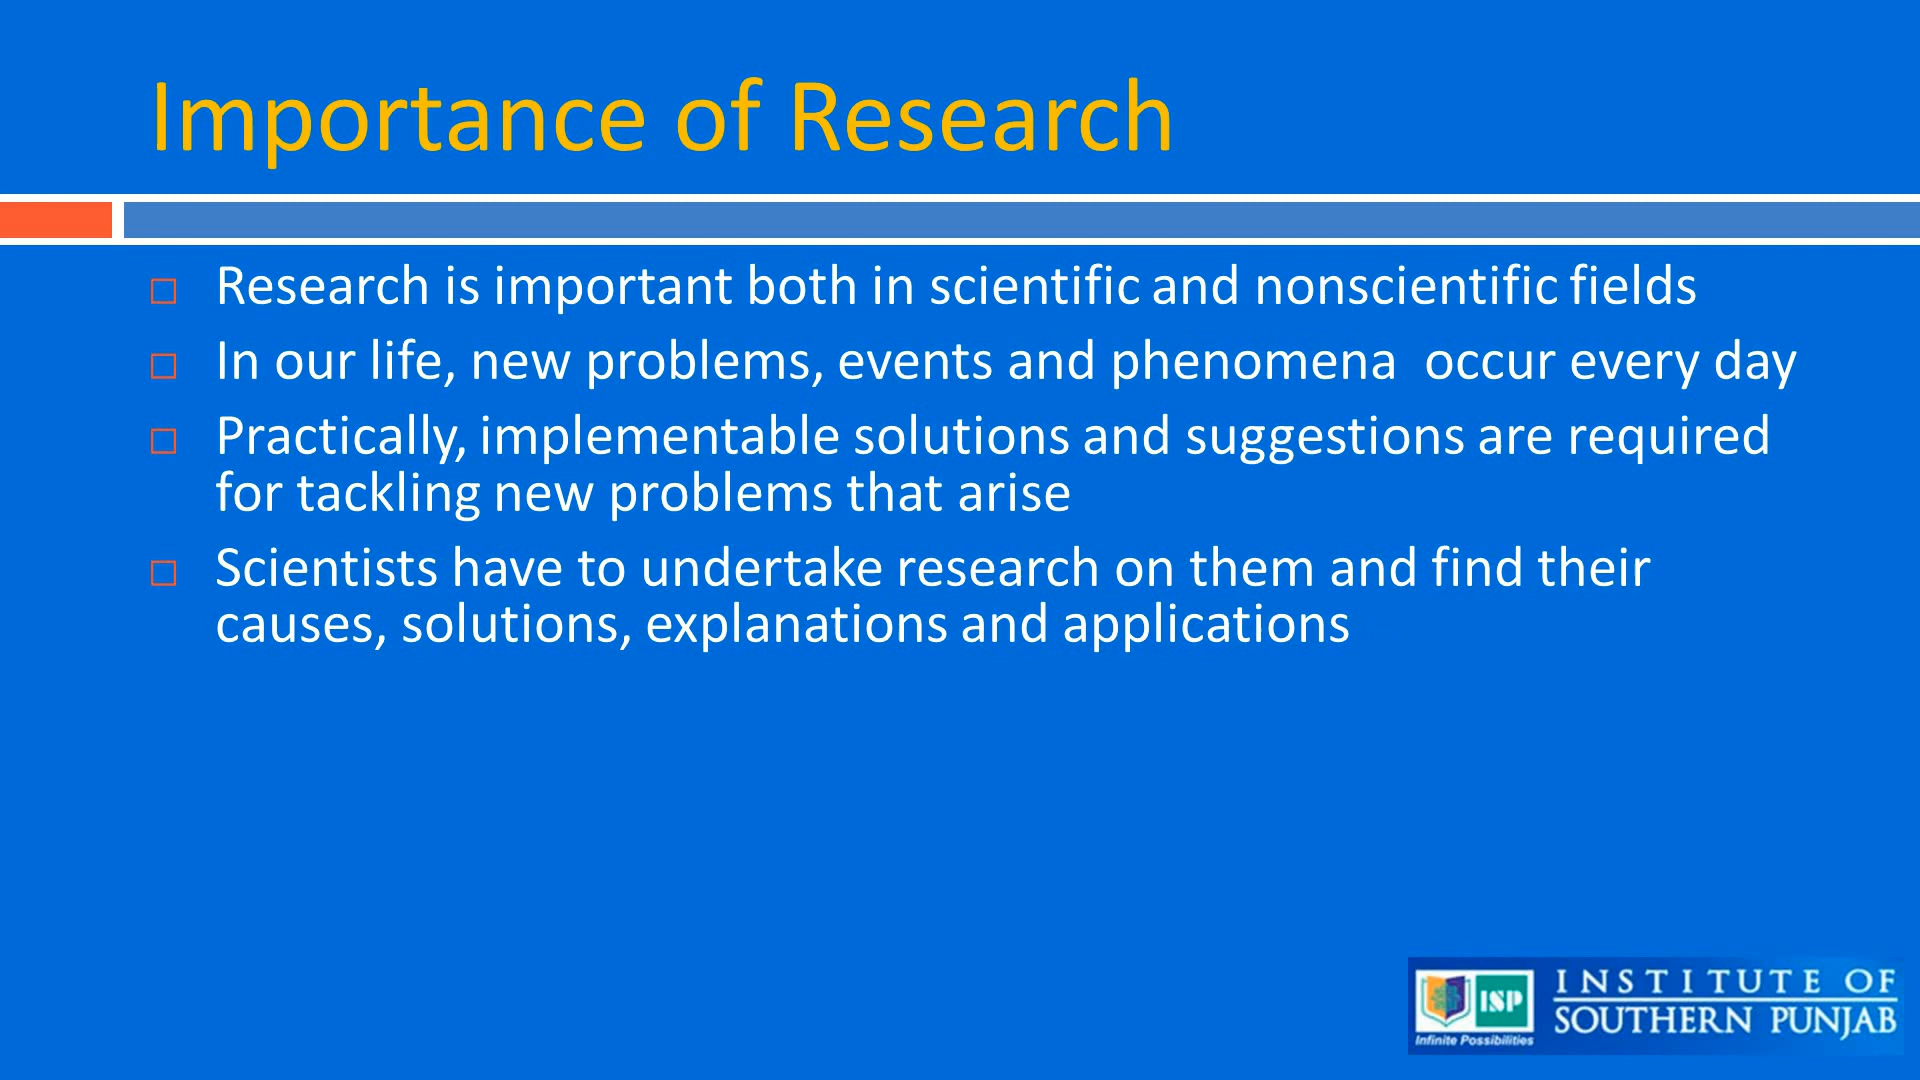 Importance of Research
Research is important both in scientific and nonscientific fields
In our life, new problems, events and phenomena  occur every day
Practically, implementable solutions and suggestions are required
for tackling new problems that arise
Scientists have to undertake research on them and find their
causes, solutions, explanations and applications
ISP
Infinite Possibilities
INSTITUTE OF
SOUTHERN PUNJAB